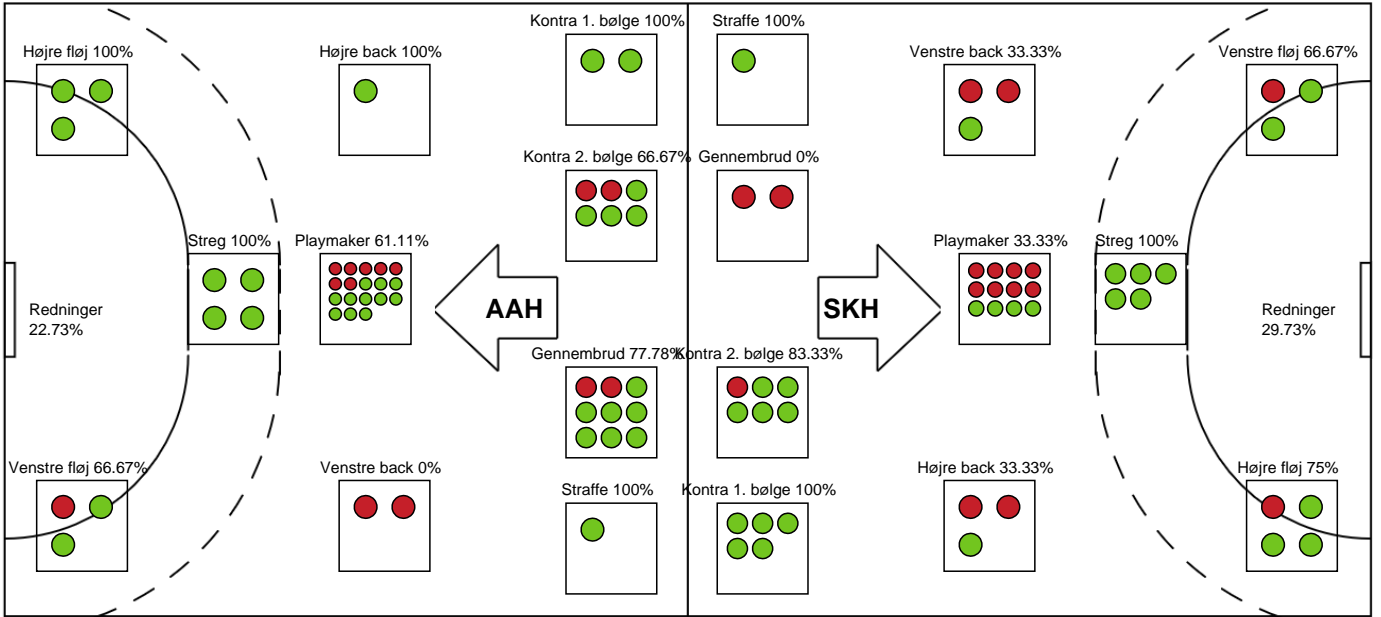 Kontra 1. bølge 100%
Straffe 100%
Højre fløj 100%
Højre back 100%
Venstre back 33.33%
Venstre fløj 66.67%
Kontra 2. bølge 66.67%
Gennembrud 0%
Streg 100%
Playmaker 61.11%
Playmaker 33.33%
Streg 100%
Redninger
22.73%
AAH
SKH
Redninger
29.73%
Gennembrud 77.78%
Kontra 2. bølge 83.33%
Venstre fløj 66.67%
Venstre back 0%
Højre back 33.33%
Højre fløj 75%
Straffe 100%
Kontra 1. bølge 100%